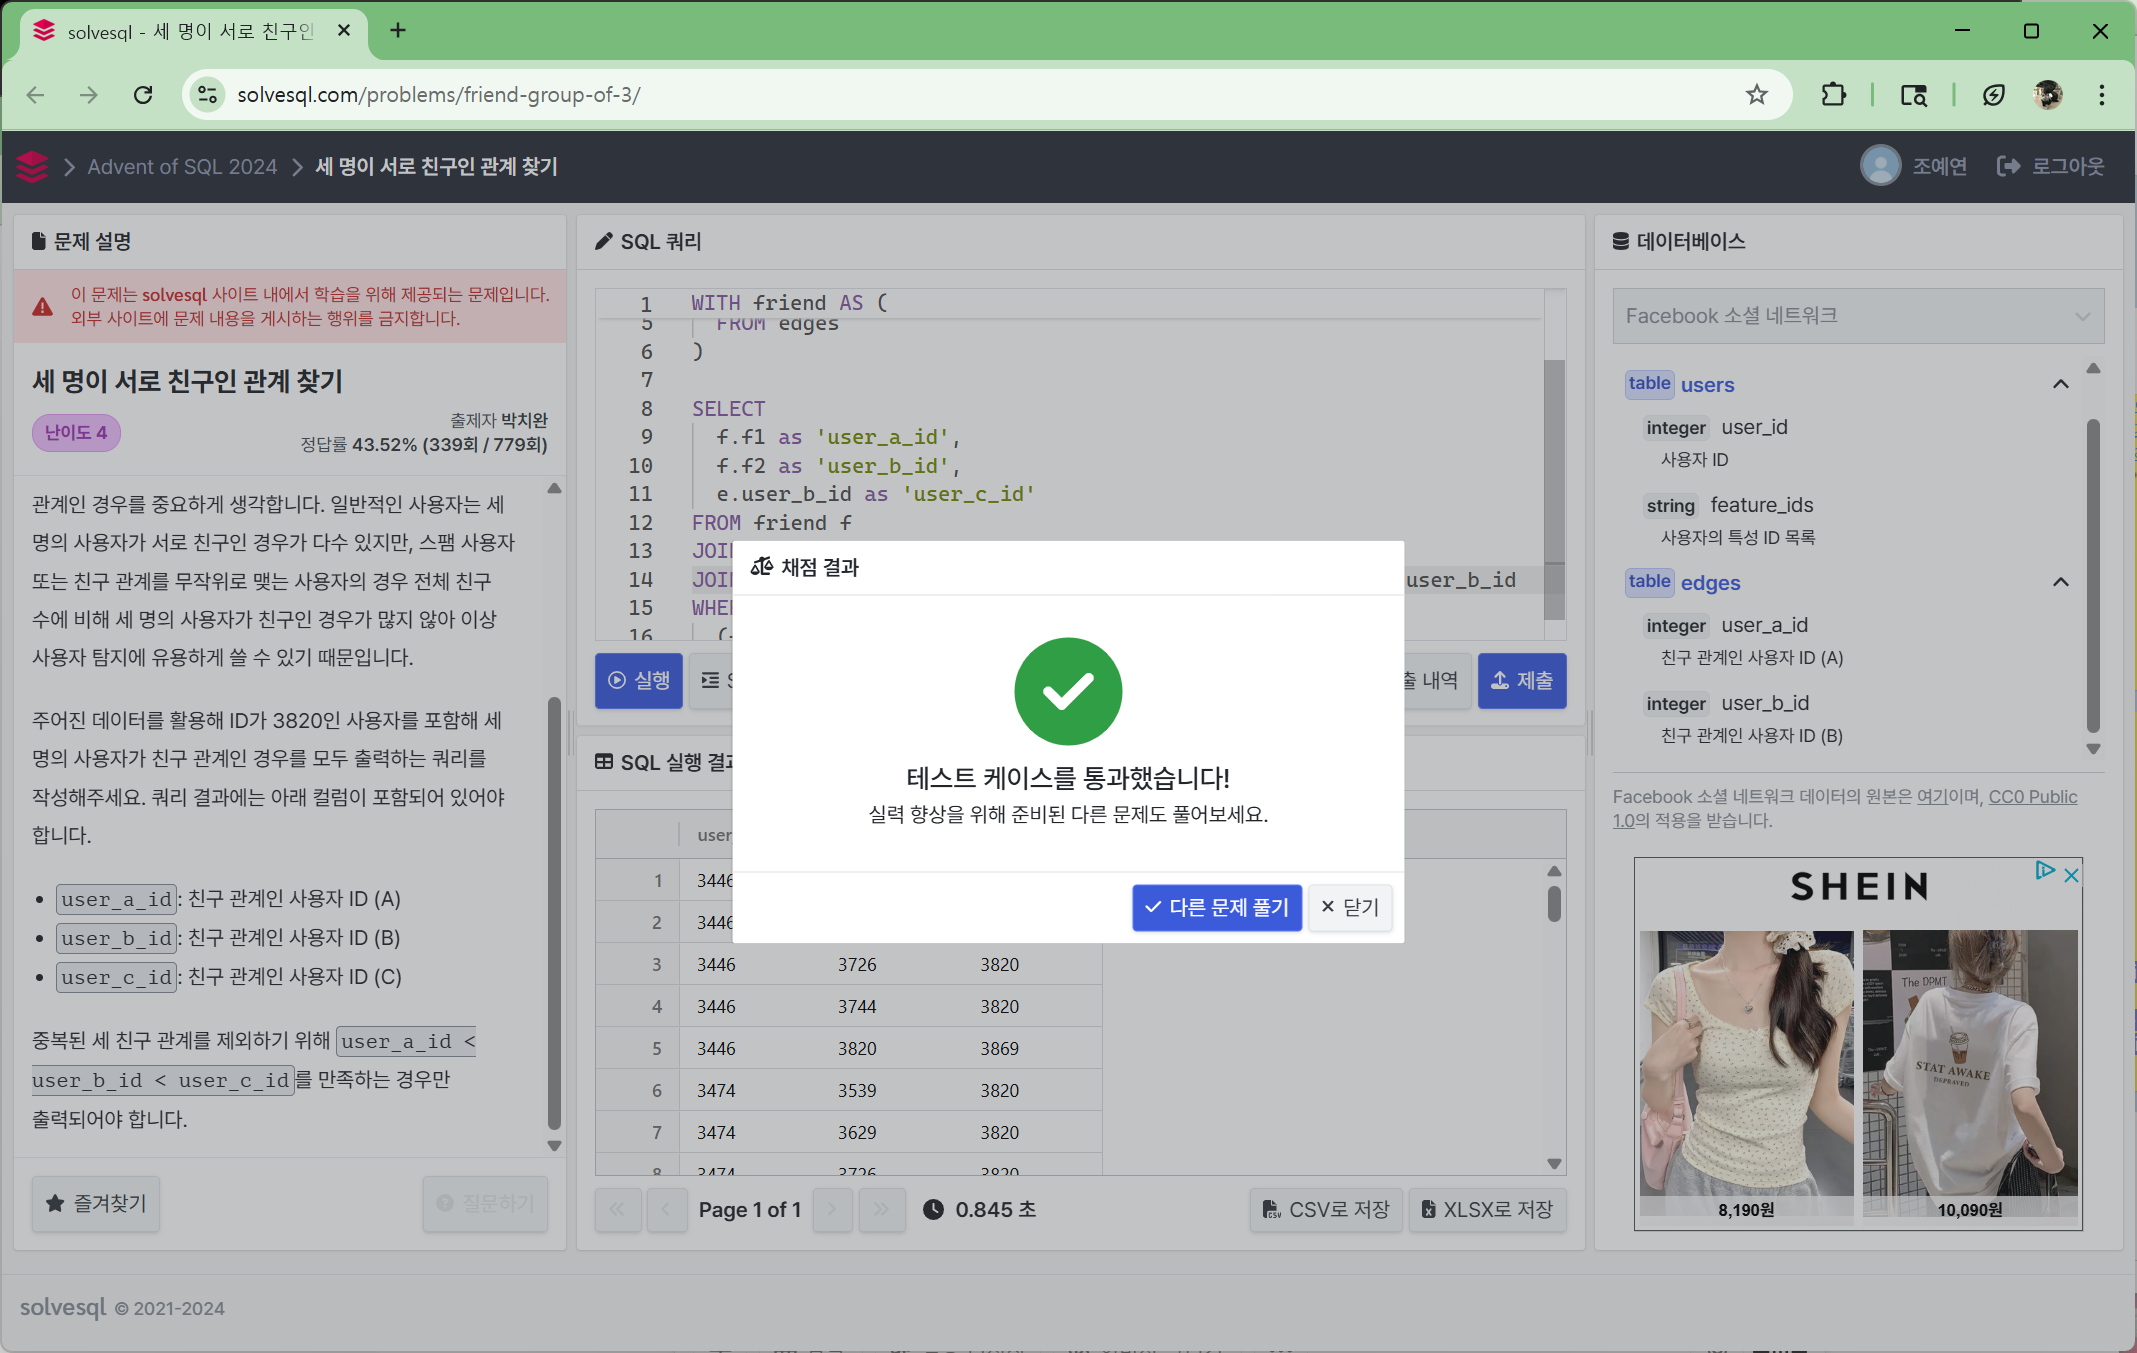 solvesql - 세 명이 서로 친구인
solvesql.com/problems/friend-group-of-3/
Advent of SQL 2024
세 명이 서로 친구인 관계 찾기
조예연
로그아웃
문제 설명
이 문제는 solvesql 사이트 내에서 학습을 위해 제공되는 문제입니다.
외부 사이트에 문제 내용을 게시하는 행위를 금지합니다.
세 명이 서로 친구인 관계 찾기
난이도 4
출제자 박치완
정답률 43.52% (339회 / 779회)
관계인 경우를 중요하게 생각합니다. 일반적인 사용자는 세
명의 사용자가 서로 친구인 경우가 다수 있지만, 스팸 사용자
또는 친구 관계를 무작위로 맺는 사용자의 경우 전체 친구
수에 비해 세 명의 사용자가 친구인 경우가 많지 않아 이상
사용자 탐지에 유용하게 쓸 수 있기 때문입니다.
주어진 데이터를 활용해 ID가 3820인 사용자를 포함해 세
명의 사용자가 친구 관계인 경우를 모두 출력하는 쿼리를
작성해주세요. 쿼리 결과에는 아래 컬럼이 포함되어 있어야
합니다.
• user_a_id: 친구 관계인 사용자 ID (A)
• user_b_id: 친구 관계인 사용자 ID (B)
• user_c_id: 친구 관계인 사용자 ID (C)
중복된 세 친구 관계를 제외하기 위해 user_a_id <
user_b_id < user_c_id를 만족하는 경우만
출력되어야 합니다.
즐겨찾기
질문하기
SQL 쿼리
1 WITH friend AS (
5 FROM edges
6 )
7
8 SELECT
9 f.f1 as 'user_a_id',
10 f.f2 as 'user_b_id',
11 e.user_b_id as 'user_c_id'
12 FROM friend f
13 JOI
14 JOI user_b_id
15 WHE
16 (
실행
출 내역
제출
SQL 실행 결과
user_
1 3446
2 3446
3 3446 3726 3820
4 3446 3744 3820
5 3446 3820 3869
6 3474 3539 3820
7 3474 3629 3820
8 3474 3726 3820
Page 1 of 1
0.845 초
CSV로 저장
XLSX로 저장
채점 결과
테스트 케이스를 통과했습니다!
실력 향상을 위해 준비된 다른 문제도 풀어보세요.
다른 문제 풀기
닫기
데이터베이스
Facebook 소셜 네트워크
table users
integer user_id
사용자 ID
string feature_ids
사용자의 특성 ID 목록
table edges
integer user_a_id
친구 관계인 사용자 ID (A)
integer user_b_id
친구 관계인 사용자 ID (B)
Facebook 소셜 네트워크 데이터의 원본은 여기이며, CC0 Public
1.0의 적용을 받습니다.
SHEIN
The DPMT
STAT AWAKE
DEPRAVED
8,190원
10,090원
solvesql © 2021-2024